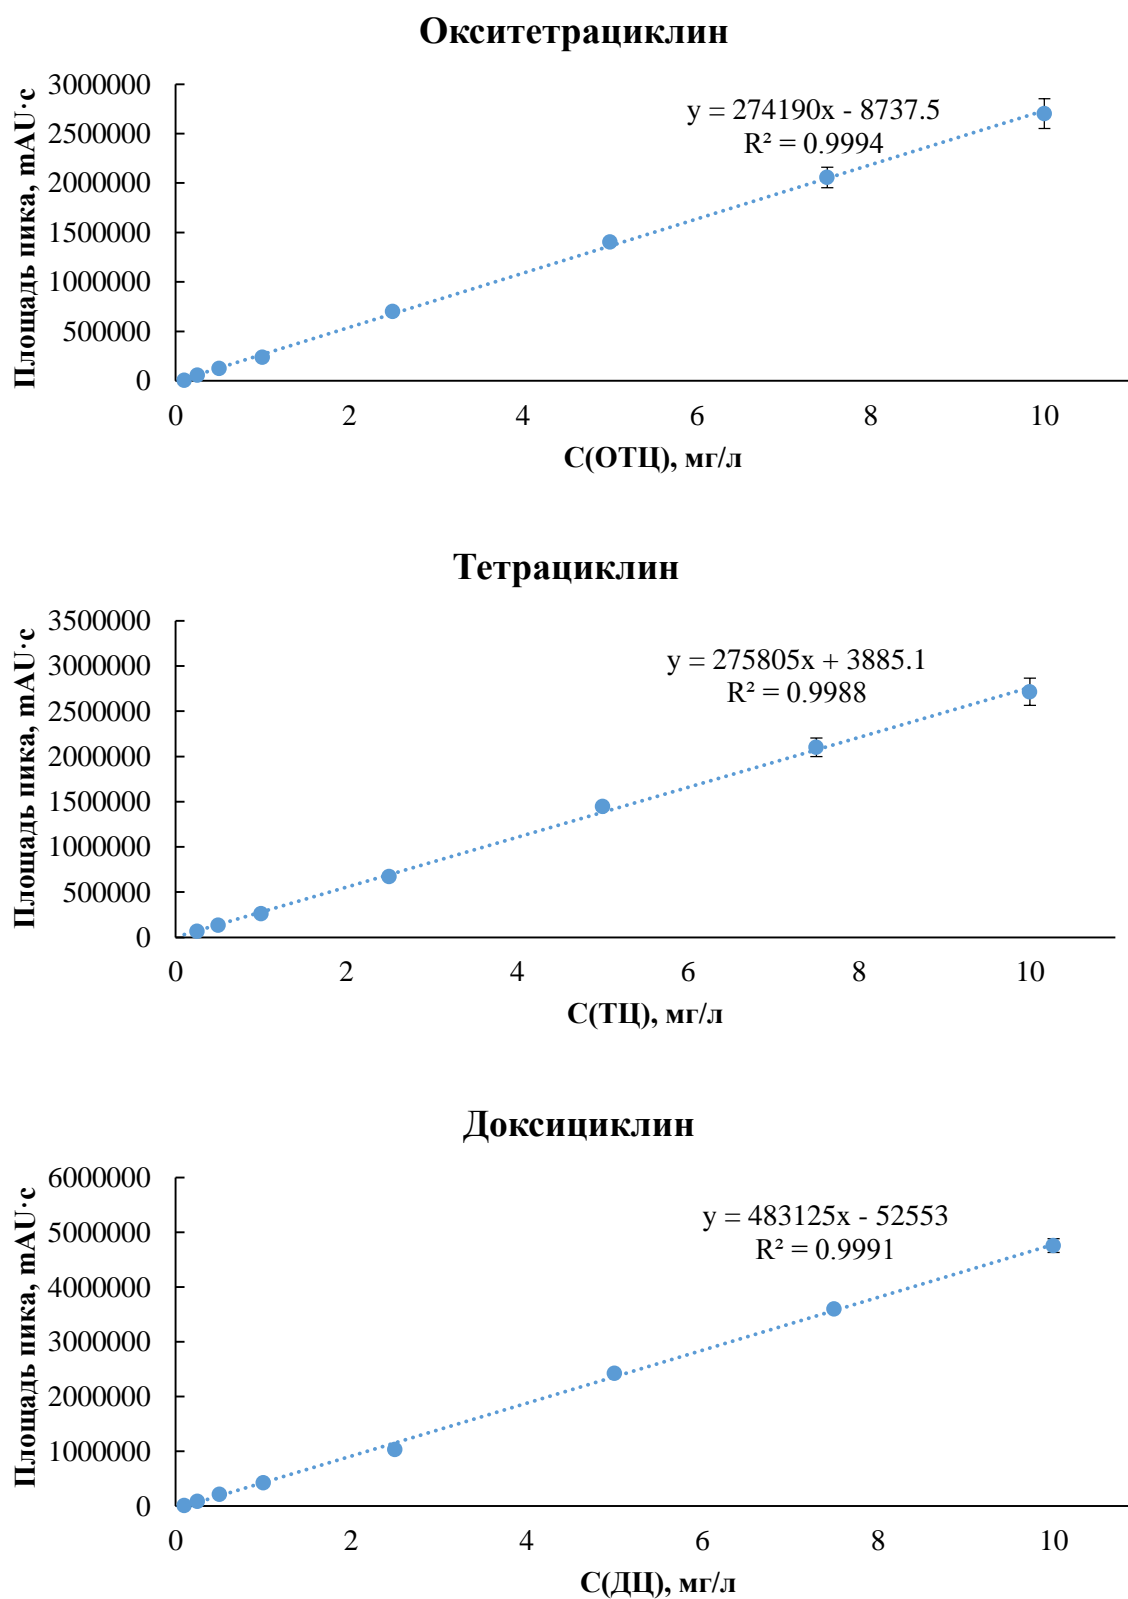 Окситетрациклин
Площадь пика, mAU·с
3000000
2500000
2000000
1500000
1000000
500000
0
y = 274190x - 8737.5
R² = 0.9994
0 2 4 6 8 10
С(ОТЦ), мг/л
Тетрациклин
Площадь пика, mAU·с
3500000
3000000
2500000
2000000
1500000
1000000
500000
0
y = 275805x + 3885.1
R² = 0.9988
0 2 4 6 8 10
С(ТЦ), мг/л
Доксициклин
Площадь пика, mAU·с
6000000
5000000
4000000
3000000
2000000
1000000
0
y = 483125x - 52553
R² = 0.9991
0 2 4 6 8 10
С(ДЦ), мг/л